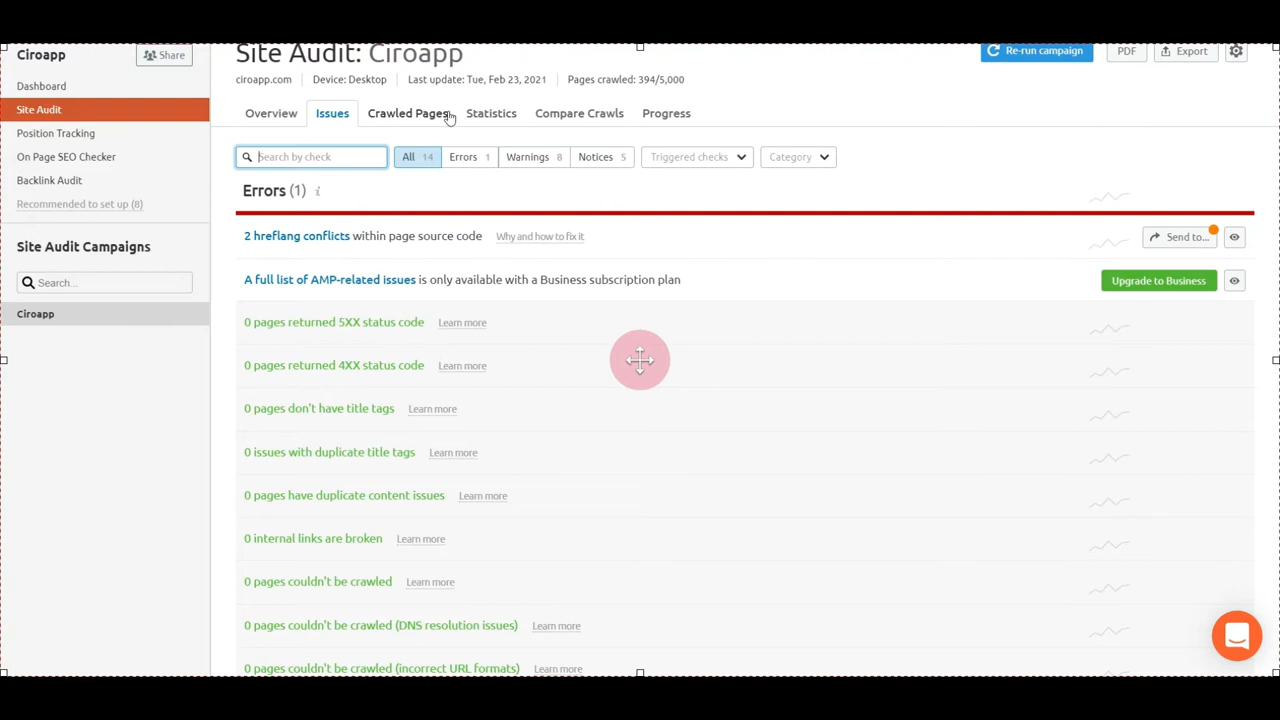 Ciroapp
Share
Dashboard
Site Audit
Position Tracking
On Page SEO Checker
Backlink Audit
Recommended to set up (8)
Site Audit Campaigns
Search...
Ciroapp
Site Audit: Ciroapp
Re-run campaign
PDF
Export
ciroapp.com
Device: Desktop
Last update: Tue, Feb 23, 2021
Pages crawled: 394/5,000
Overview
Issues
Crawled Pages
Statistics
Compare Crawls
Progress
Search by check
All 14
Errors 1
Warnings 8
Notices 5
Triggered checks
Category
Errors (1) i
2 hreflang conflicts within page source code Why and how to fix it
Send to...
A full list of AMP-related issues is only available with a Business subscription plan
Upgrade to Business
0 pages returned 5XX status code Learn more
0 pages returned 4XX status code Learn more
0 pages don't have title tags Learn more
0 issues with duplicate title tags Learn more
0 pages have duplicate content issues Learn more
0 internal links are broken Learn more
0 pages couldn't be crawled Learn more
0 pages couldn't be crawled (DNS resolution issues) Learn more
0 pages couldn't be crawled (incorrect URL formats) Learn more